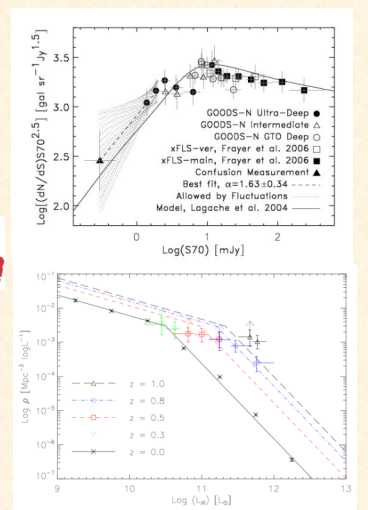 Log[(dN/dS)S70^2.5] [gal sr^-1 Jy^1.5]
3.5
3.0
2.5
2.0
GOODS-N Ultra-Deep
GOODS-N Intermediate
GOODS-N GTO Deep
xFLS-ver, Frayer et al. 2006
xFLS-main, Frayer et al. 2006
Confusion Measurement
Best fit, α=1.63±0.34
Allowed by Fluctuations
Model, Lagache et al. 2004
0 1 2
Log(S70) mJy
Log ρ [Mpc^-3 logL^-1]
10^-1
10^-2
10^-3
10^-4
10^-5
10^-6
10^-7
z = 1.0
z = 0.8
z = 0.5
z = 0.3
z = 0.0
9 10 11 12 13
Log (L_IR) [L_⊙]